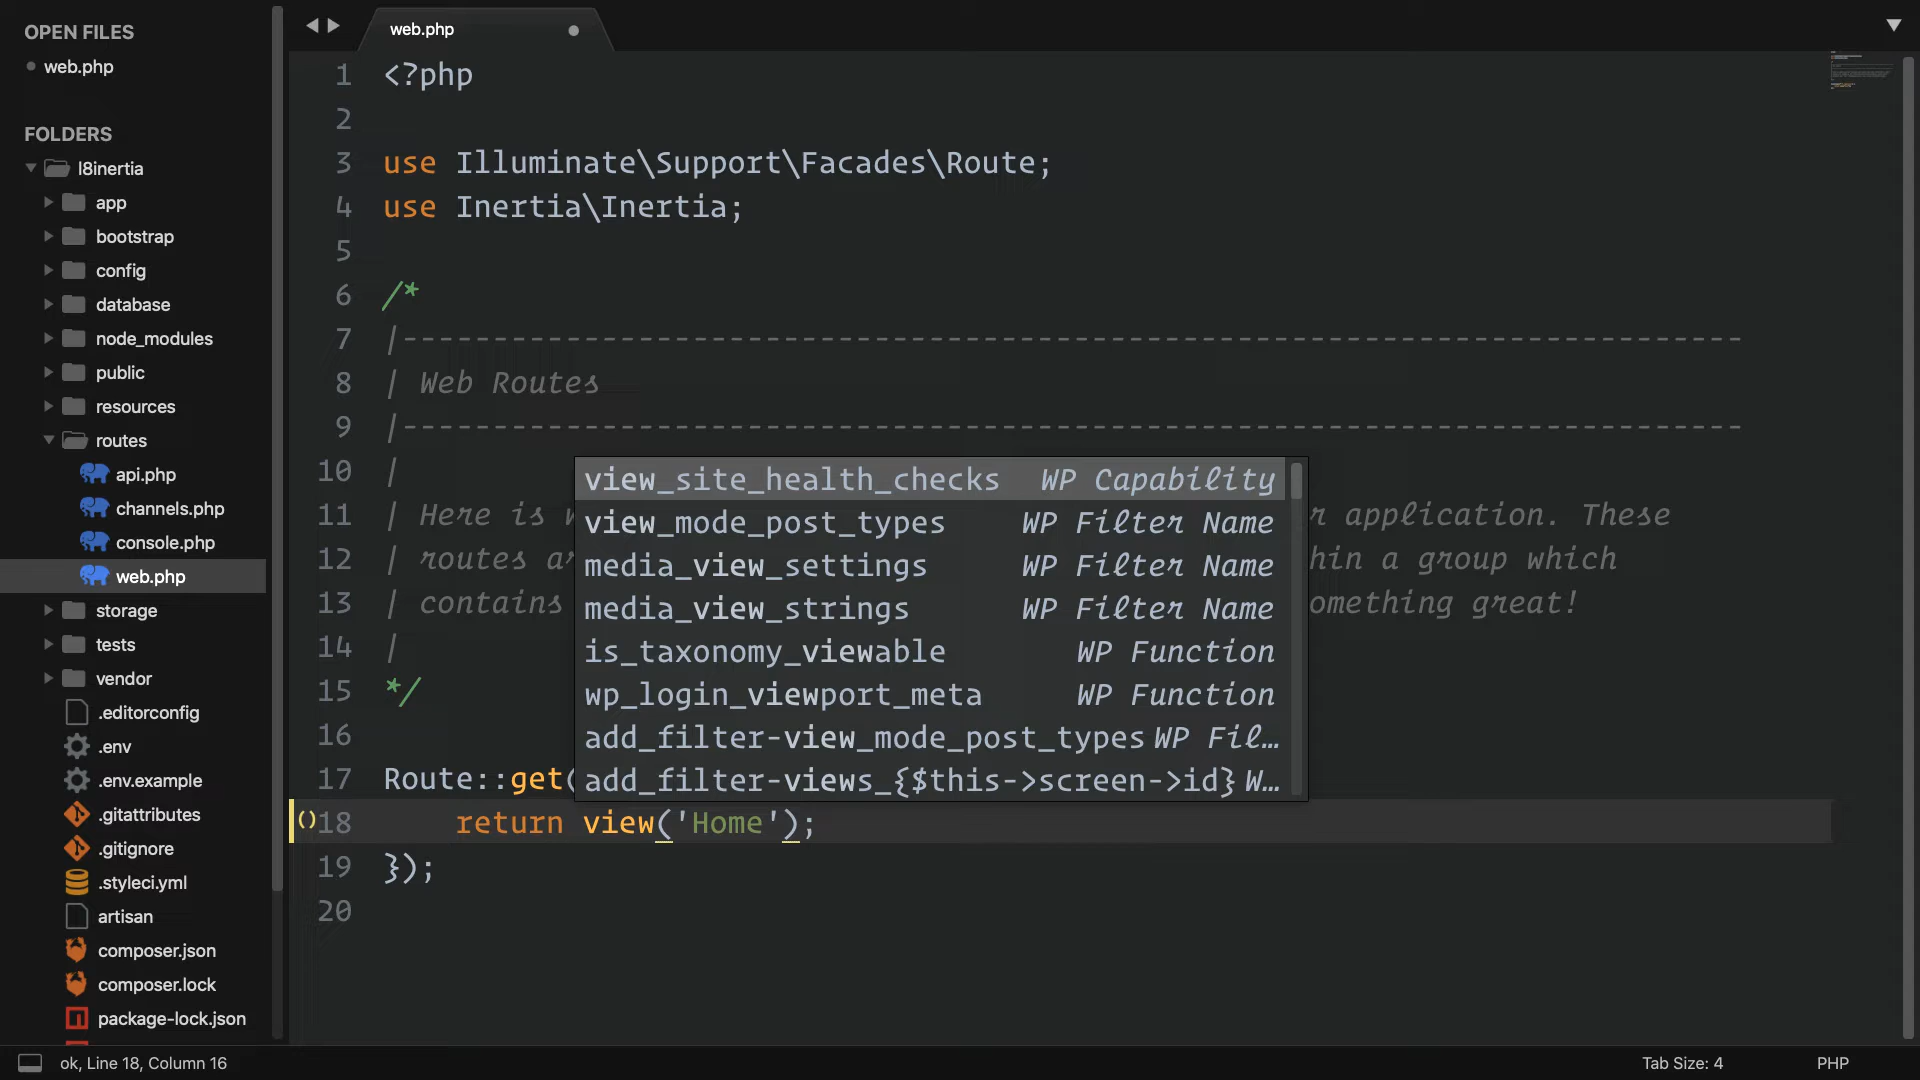 OPEN FILES
web.php
FOLDERS
l8inertia
app
bootstrap
config
database
node_modules
public
resources
routes
api.php
channels.php
console.php
web.php
storage
tests
vendor
.editorconfig
.env
.env.example
.gitattributes
.gitignore
.styleci.yml
artisan
composer.json
composer.lock
package-lock.json
web.php
1 <?php
2
3 use Illuminate\Support\Facades\Route;
4 use Inertia\Inertia;
5
6 /*
7 |--------------------------------------------------------------------------
8 | Web Routes
9 |--------------------------------------------------------------------------
10 |
11 | Here is application. These
12 | routes a group which
13 | contains great!
14 |
15 */
16
17 Route::get(
18 return view('Home');
19 });
20
view_site_health_checks WP Capability
view_mode_post_types WP Filter Name
media_view_settings WP Filter Name
media_view_strings WP Filter Name
is_taxonomy_viewable WP Function
wp_login_viewport_meta WP Function
add_filter-view_mode_post_types WP Fil…
add_filter-views_{$this->screen->id} W…
ok, Line 18, Column 16
Tab Size: 4
PHP